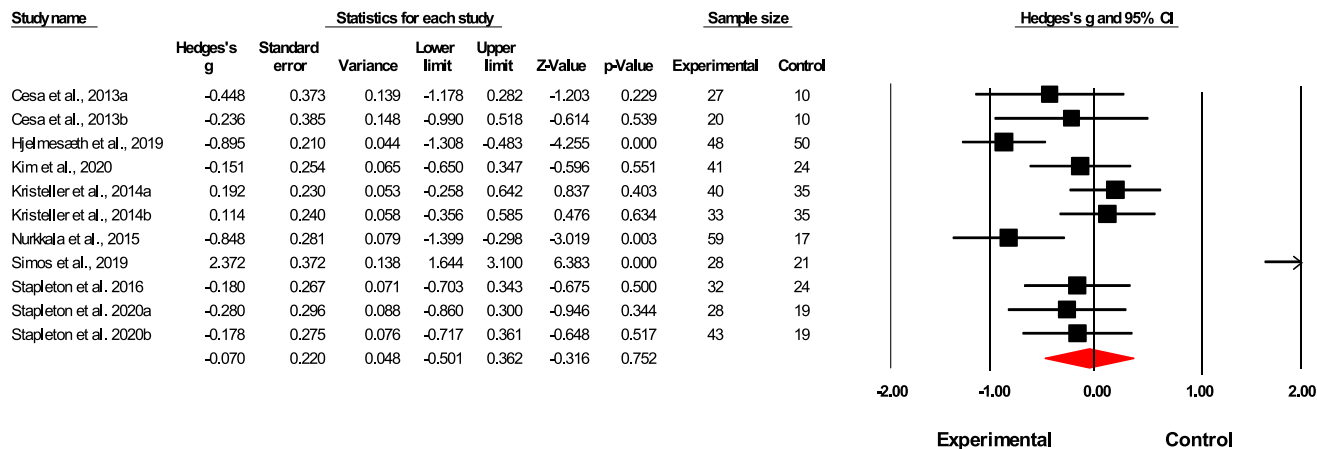 Study name Statistics for each study Sample size Hedges's g and 95% CI
Hedges's g Standard error Variance Lower limit Upper limit Z-Value p-Value Experimental Control
Cesa et al., 2013a -0.448 0.373 0.139 -1.178 0.282 -1.203 0.229 27 10
Cesa et al., 2013b -0.236 0.385 0.148 -0.990 0.518 -0.614 0.539 20 10
Hjelmesæth et al., 2019 -0.895 0.210 0.044 -1.308 -0.483 -4.255 0.000 48 50
Kim et al., 2020 -0.151 0.254 0.065 -0.650 0.347 -0.596 0.551 41 24
Kristeller et al., 2014a 0.192 0.230 0.053 -0.258 0.642 0.837 0.403 40 35
Kristeller et al., 2014b 0.114 0.240 0.058 -0.356 0.585 0.476 0.634 33 35
Nurkkala et al., 2015 -0.848 0.281 0.079 -1.399 -0.298 -3.019 0.003 59 17
Simos et al., 2019 2.372 0.372 0.138 1.644 3.100 6.383 0.000 28 21
Stapleton et al. 2016 -0.180 0.267 0.071 -0.703 0.343 -0.675 0.500 32 24
Stapleton et al. 2020a -0.280 0.296 0.088 -0.860 0.300 -0.946 0.344 28 19
Stapleton et al. 2020b -0.178 0.275 0.076 -0.717 0.361 -0.648 0.517 43 19
-0.070 0.220 0.048 -0.501 0.362 -0.316 0.752
-2.00 -1.00 0.00 1.00 2.00
Experimental Control